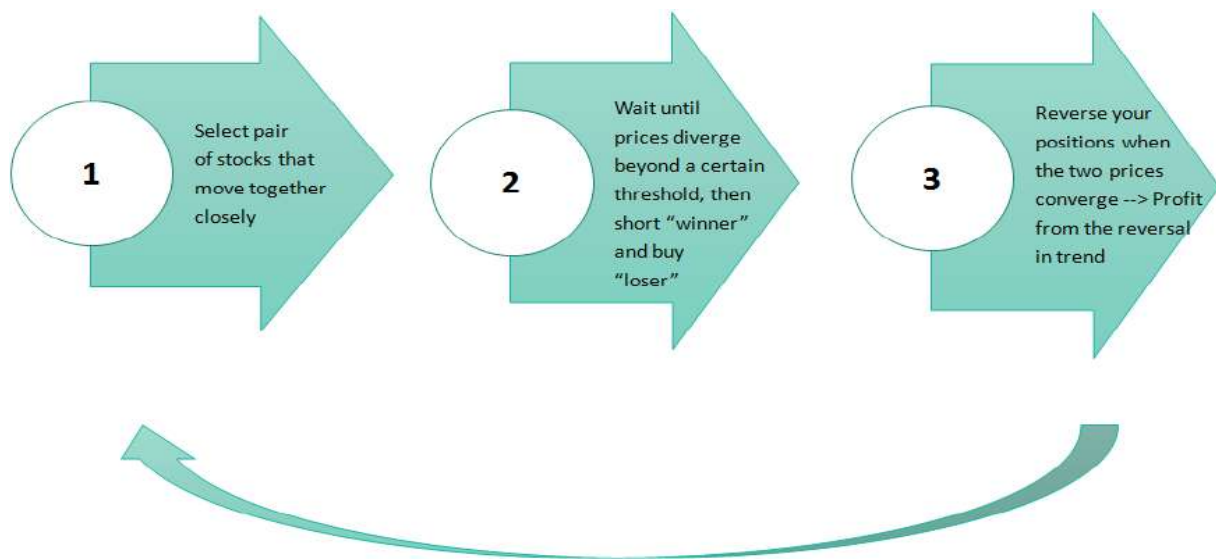 1
Select pair
of stocks that
move together
closely
2
Wait until
prices diverge
beyond a certain
threshold, then
short “winner”
and buy
“loser”
3
Reverse your
positions when
the two prices
converge --> Profit
from the reversal
in trend